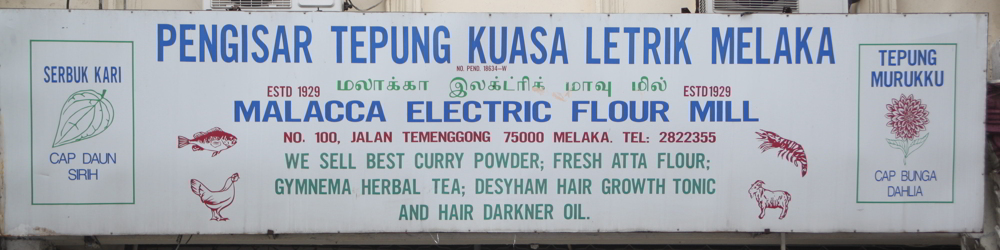 PENGISAR TEPUNG KUASA LETRIK MELAKA
NO. PEND. 18634-W
மலாக்கா இலக்ட்ரிக் மாவு மில்
ESTD 1929
ESTD 1929
MALACCA ELECTRIC FLOUR MILL
NO. 100, JALAN TEMENGGONG 75000 MELAKA. TEL: 2822355
WE SELL BEST CURRY POWDER; FRESH ATTA FLOUR;
GYMNEMA HERBAL TEA; DESYHAM HAIR GROWTH TONIC
AND HAIR DARKNER OIL.
SERBUK KARI
CAP DAUN
SIRIH
TEPUNG
MURUKKU
CAP BUNGA
DAHLIA